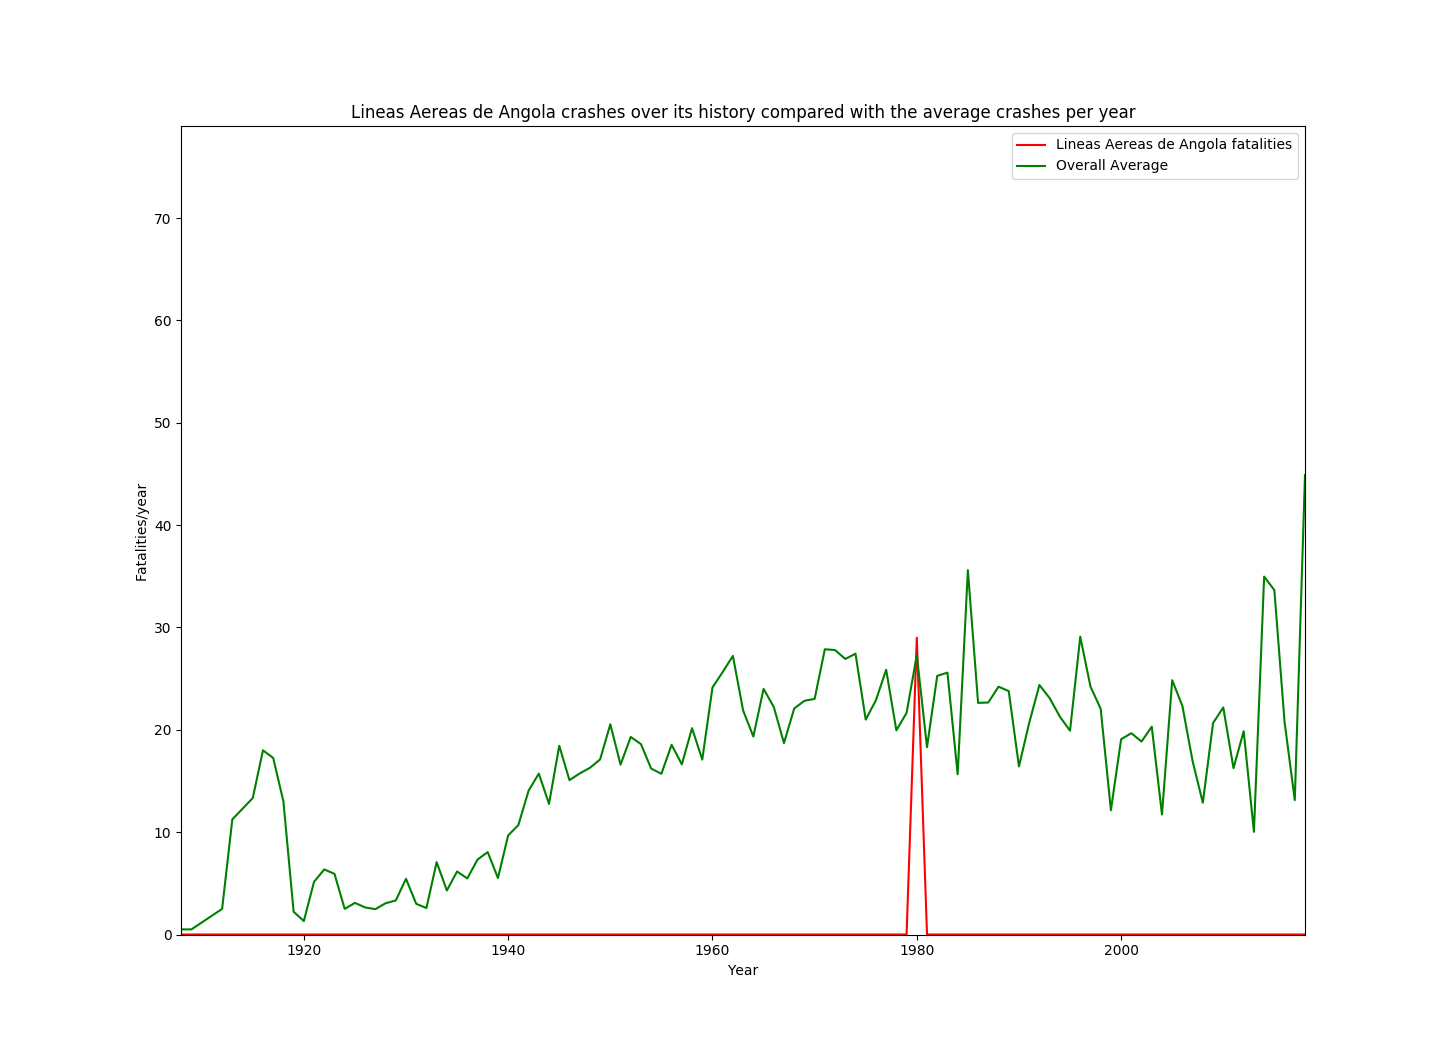 Lineas Aereas de Angola crashes over its history compared with the average crashes per year
Lineas Aereas de Angola fatalities
Overall Average
70
60
50
40
30
20
10
0
Fatalities/year
1920 1940 1960 1980 2000
Year